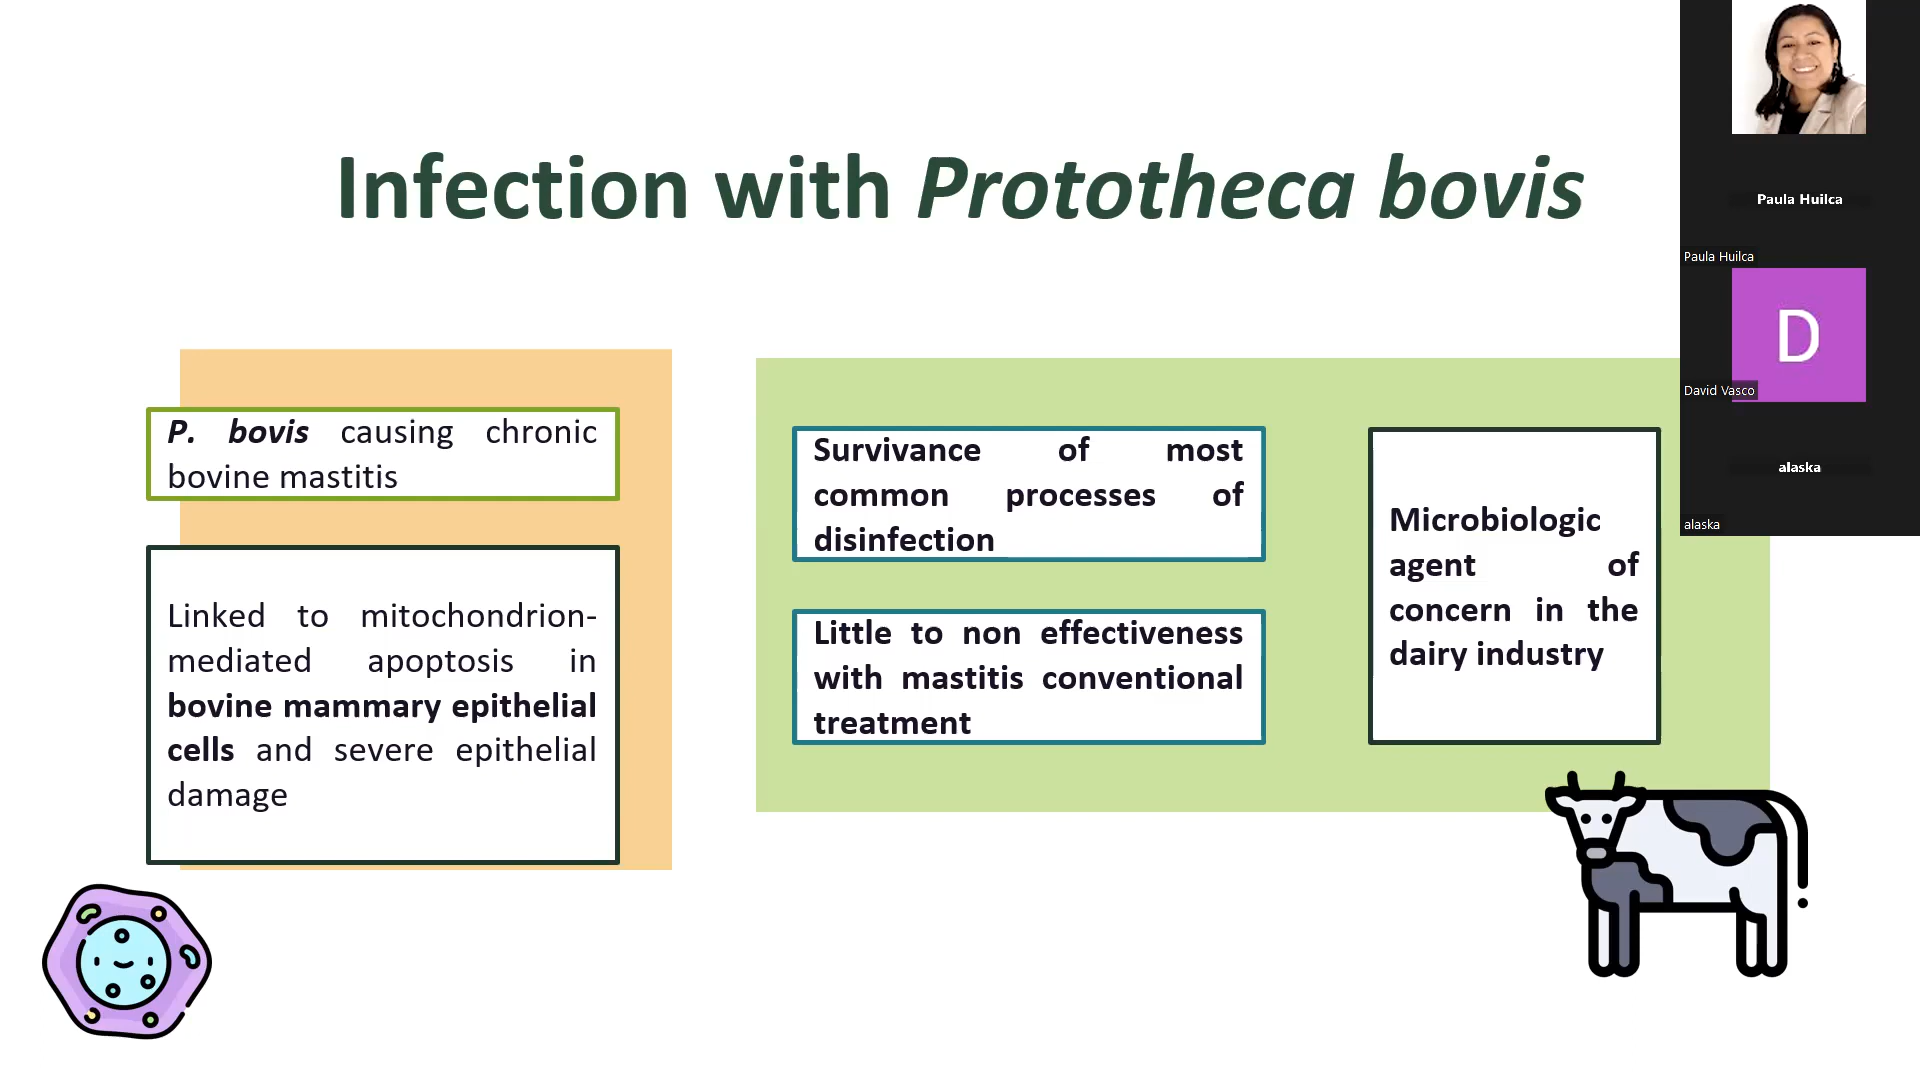 Infection with Prototheca bovis
P. bovis causing chronic
bovine mastitis
Linked to mitochondrion-
mediated apoptosis in
bovine mammary epithelial
cells and severe epithelial
damage
Survivance of most
common processes of
disinfection
Little to non effectiveness
with mastitis conventional
treatment
Microbiologic
agent of
concern in the
dairy industry
Paula Huilca
Paula Huilca
D
David Vasco
alaska
alaska